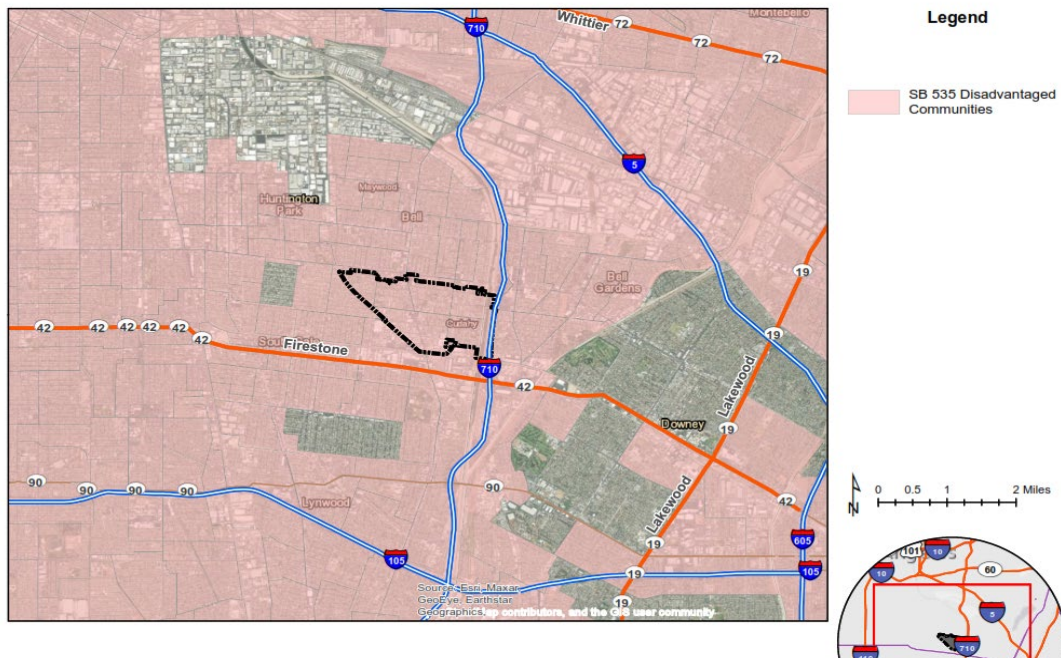 Whittier
72
72
72
Montebello
710
5
Legend
SB 535 Disadvantaged
Communities
Maywood
Huntington
Park
Bell
Bell
Gardens
19
Cudahy
42
42
42
42
42
42
Firestone
710
19
42
Lakewood
Downey
19
90
90
90
90
90
Lynwood
42
Lakewood
N
0
0.5
1
2 Miles
105
19
605
19
105
19
Source: Esri, Maxar,
GeoEye, Earthstar
Geographics,
contributors, and the GIS user community
101
10
10
60
5
710